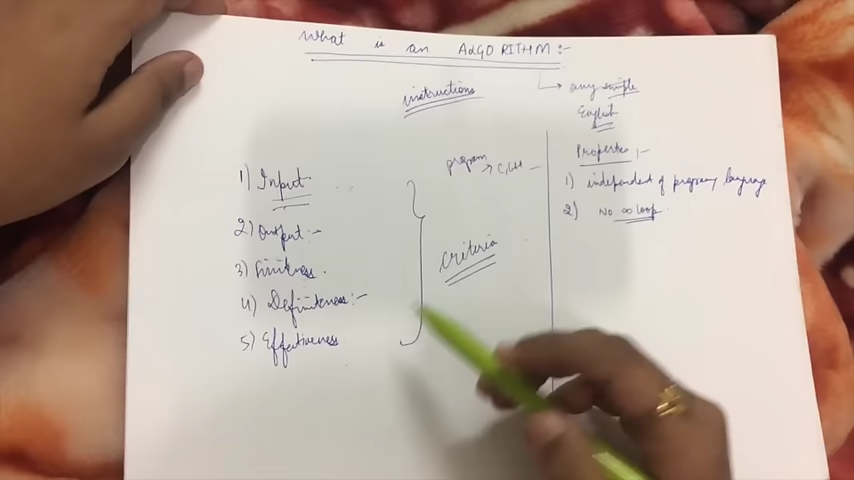 What is an ALGORITHM:-
instructions
any simple
English
program
→ C, C++ —
1) Input
2) Output :-
3) Finiteness.
4) Definiteness :-
5) Effectiveness
Criteria
Properties :-
1) independent of programg language
2) No ∞ loop.